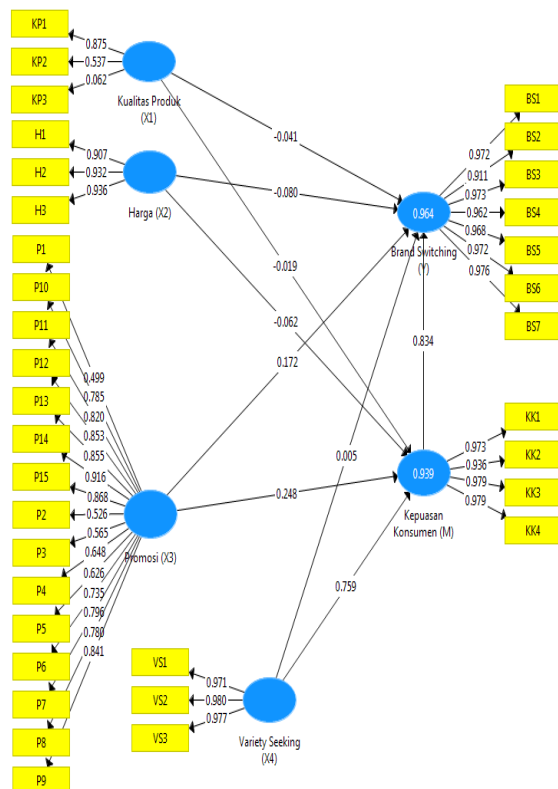 KP1
0.875
KP2
0.537
KP3
0.062
Kualitas Produk
(X1)
H1
0.907
H2
0.932
H3
0.936
Harga (X2)
P1
P10
P11
P12
P13
P14
P15
P2
P3
P4
P5
P6
P7
P8
P9
0.499
0.785
0.820
0.853
0.855
0.916
0.868
0.526
0.565
0.648
0.626
0.735
0.796
0.780
0.841
Promosi (X3)
VS1
0.971
VS2
0.980
VS3
0.977
Variety Seeking
(X4)
-0.041
-0.080
-0.019
-0.062
0.172
0.248
0.005
0.759
0.834
0.964
Brand Switching
(Y)
BS1
BS2
BS3
BS4
BS5
BS6
BS7
0.972
0.911
0.973
0.962
0.968
0.972
0.976
0.939
Kepuasan
Konsumen (M)
KK1
0.973
KK2
0.936
KK3
0.979
KK4
0.979